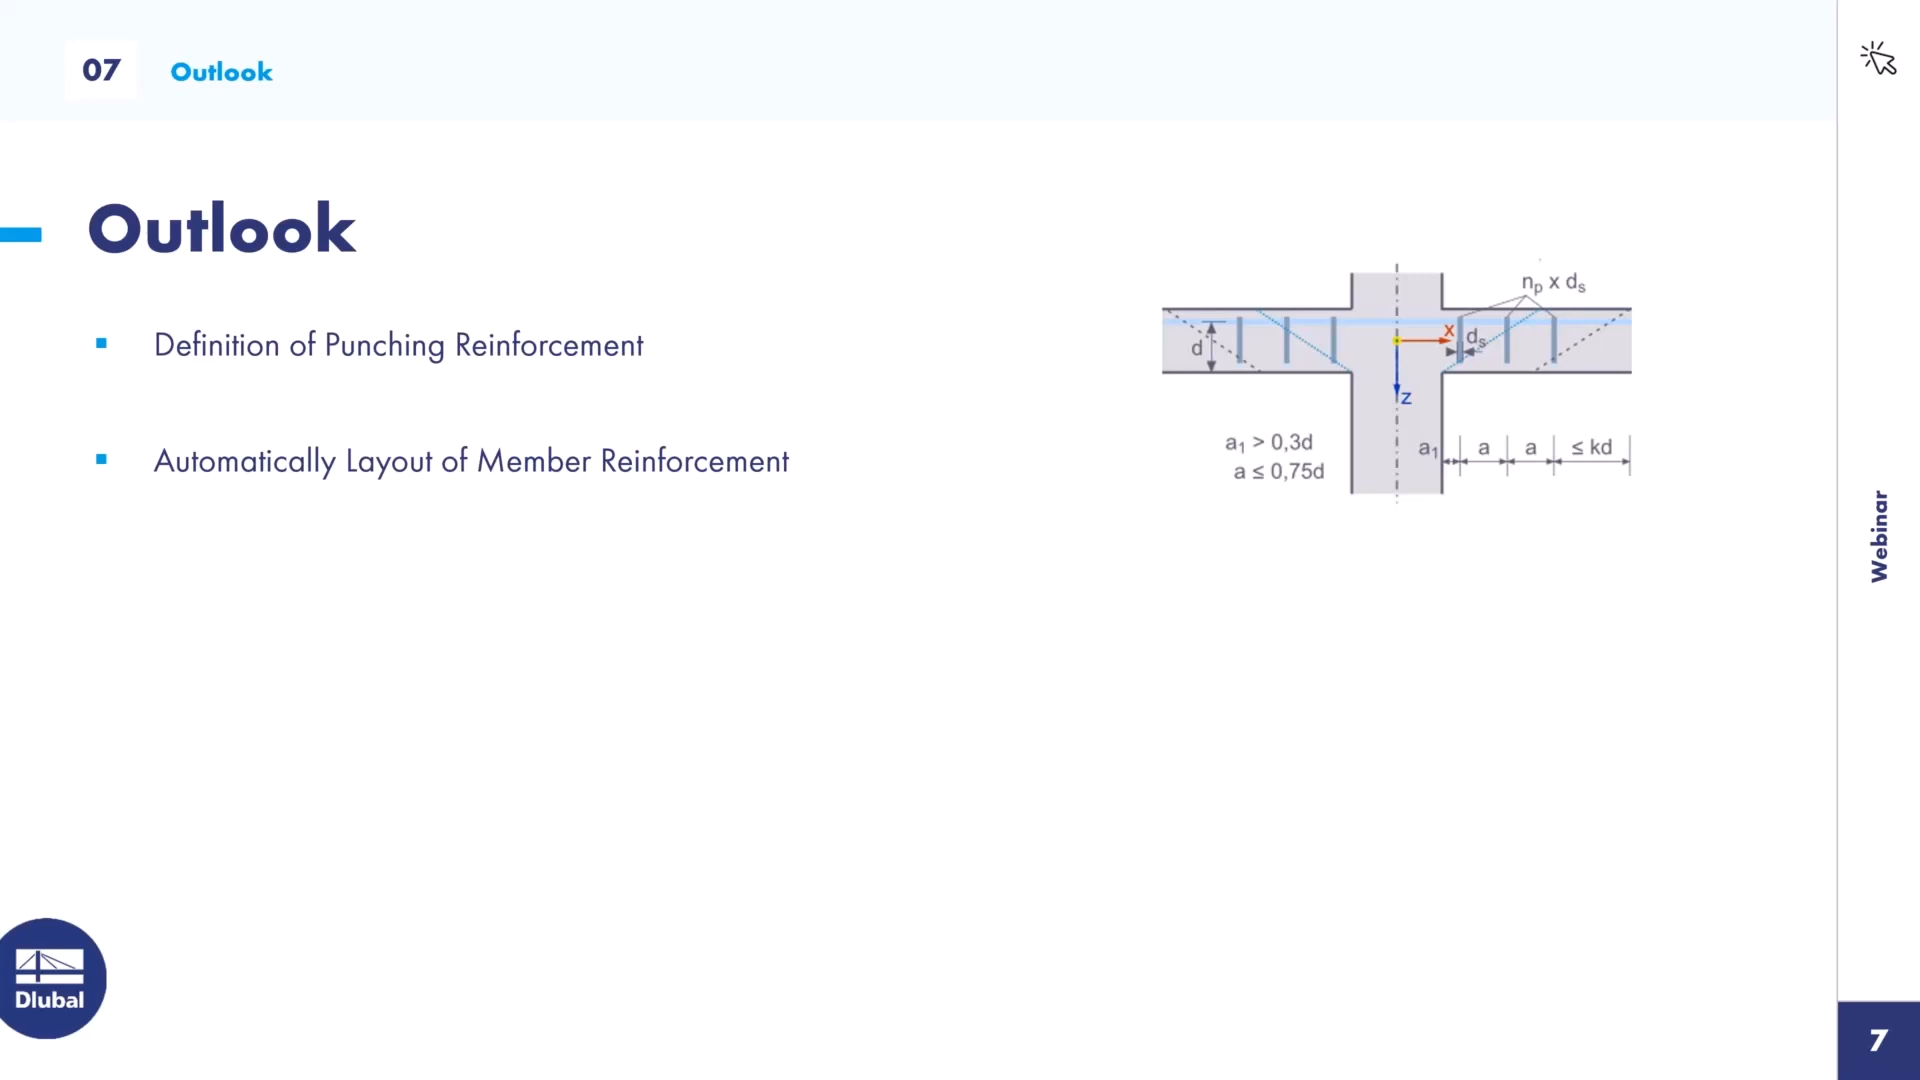 07 Outlook
Outlook
Definition of Punching Reinforcement
Automatically Layout of Member Reinforcement
nₚ x dₛ
x
dₛ
d
z
a₁ > 0,3d
a ≤ 0,75d
a₁ a a ≤ kd
Webinar
Dlubal
7